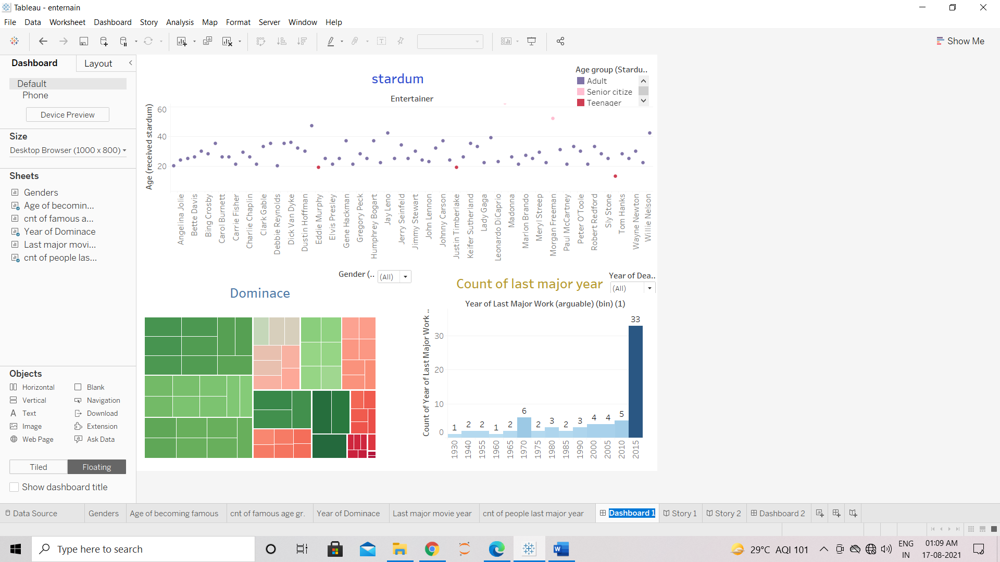 Tableau - enternain
File Data Worksheet Dashboard Story Analysis Map Format Server Window Help
Show Me
Dashboard Layout
Default
Phone
Device Preview
Size
Desktop Browser (1000 x 800)
Sheets
Genders
Age of becomin...
cnt of famous a...
Year of Dominace
Last major movi...
cnt of people las...
Objects
Horizontal Blank
Vertical Navigation
Text Download
Image Extension
Web Page Ask Data
Tiled Floating
Show dashboard title
stardum
Age group (Stardu..
Adult
Senior citize
Teenager
Entertainer
Age (received stardum)
60
40
20
Angelina Jolie
Bette Davis
Bing Crosby
Carol Burnett
Carrie Fisher
Charlie Chaplin
Clark Gable
Debbie Reynolds
Dick Van Dyke
Dustin Hoffman
Eddie Murphy
Elvis Presley
Gene Hackman
Gregory Peck
Humphrey Bogart
Jay Leno
Jerry Seinfeld
Jimmy Stewart
John Lennon
Johnny Carson
Justin Timberlake
Keifer Sutherland
Lady Gaga
Leonardo DiCaprio
Madonna
Marlon Brando
Meryl Streep
Morgan Freeman
Paul McCartney
Peter O'Toole
Robert Redford
Sly Stone
Tom Hanks
Wayne Newton
Willie Nelson
Gender (.. (All)
Dominace
Count of last major year
Year of Dea..
(All)
Year of Last Major Work (arguable) (bin) (1)
Count of Year of Last Major Work ..
30
20
10
0
1 2 2 1 2 6 2 3 2 3 4 4 5 33
1930 1940 1955 1960 1965 1970 1975 1980 1985 1990 2000 2005 2010 2015
Data Source Genders Age of becoming famous cnt of famous age gr. Year of Dominace Last major movie year cnt of people last major year Dashboard 1 Story 1 Story 2 Dashboard 2
Type here to search
29°C AQI 101
ENG
IN
01:09 AM
17-08-2021